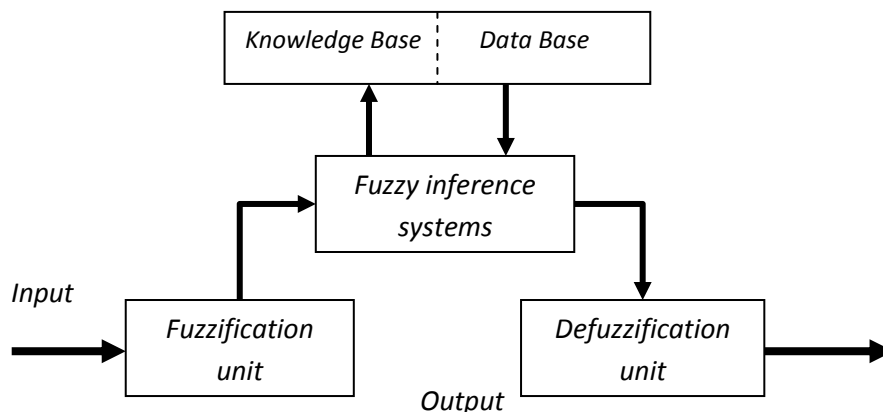 Knowledge Base Data Base
Fuzzy inference
systems
Input
Fuzzification
unit
Defuzzification
unit
Output